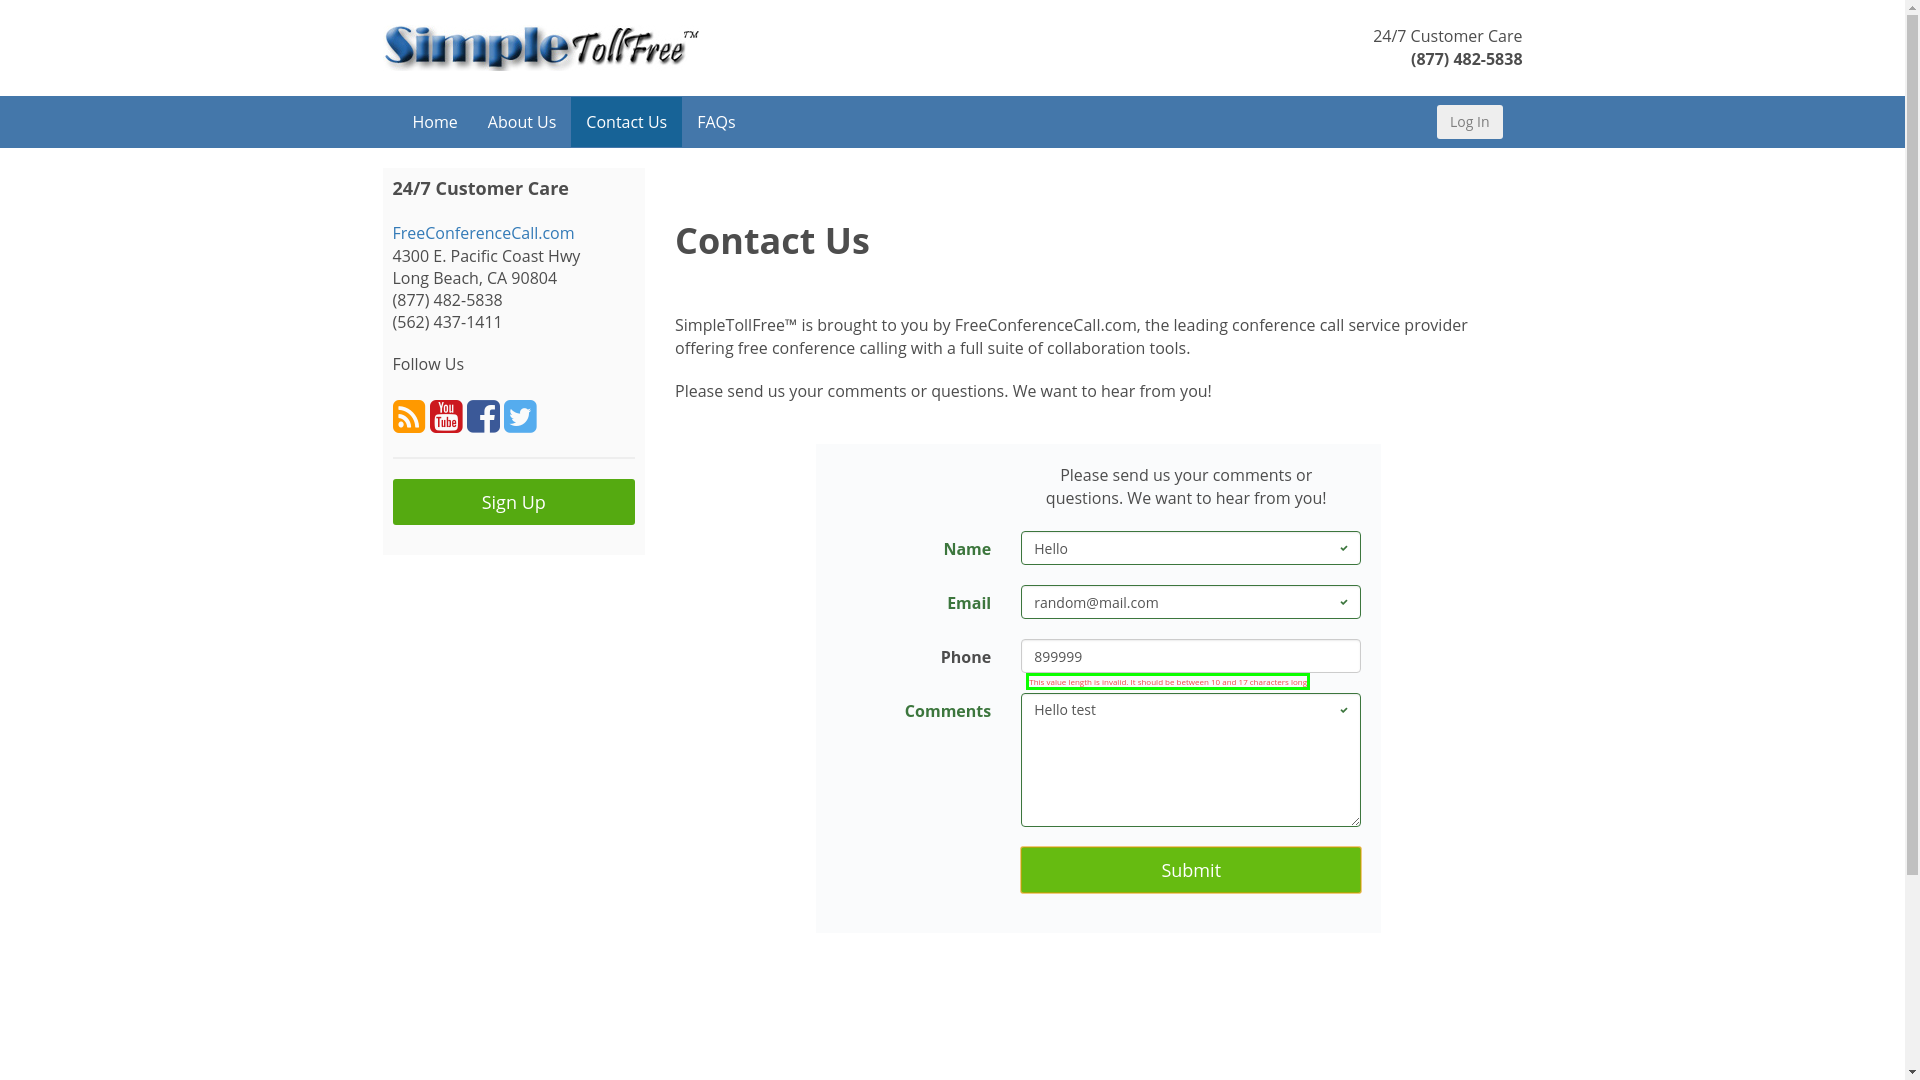 Simple TollFree™
24/7 Customer Care
(877) 482-5838
Home
About Us
Contact Us
FAQs
Log In
24/7 Customer Care
FreeConferenceCall.com
4300 E. Pacific Coast Hwy
Long Beach, CA 90804
(877) 482-5838
(562) 437-1411
Follow Us
You
Tube
Sign Up
Contact Us
SimpleTollFree™ is brought to you by FreeConferenceCall.com, the leading conference call service provider
offering free conference calling with a full suite of collaboration tools.
Please send us your comments or questions. We want to hear from you!
Please send us your comments or
questions. We want to hear from you!
Name
Hello
Email
random@mail.com
Phone
899999
This value length is invalid. It should be between 10 and 17 characters long
Comments
Hello test
Submit